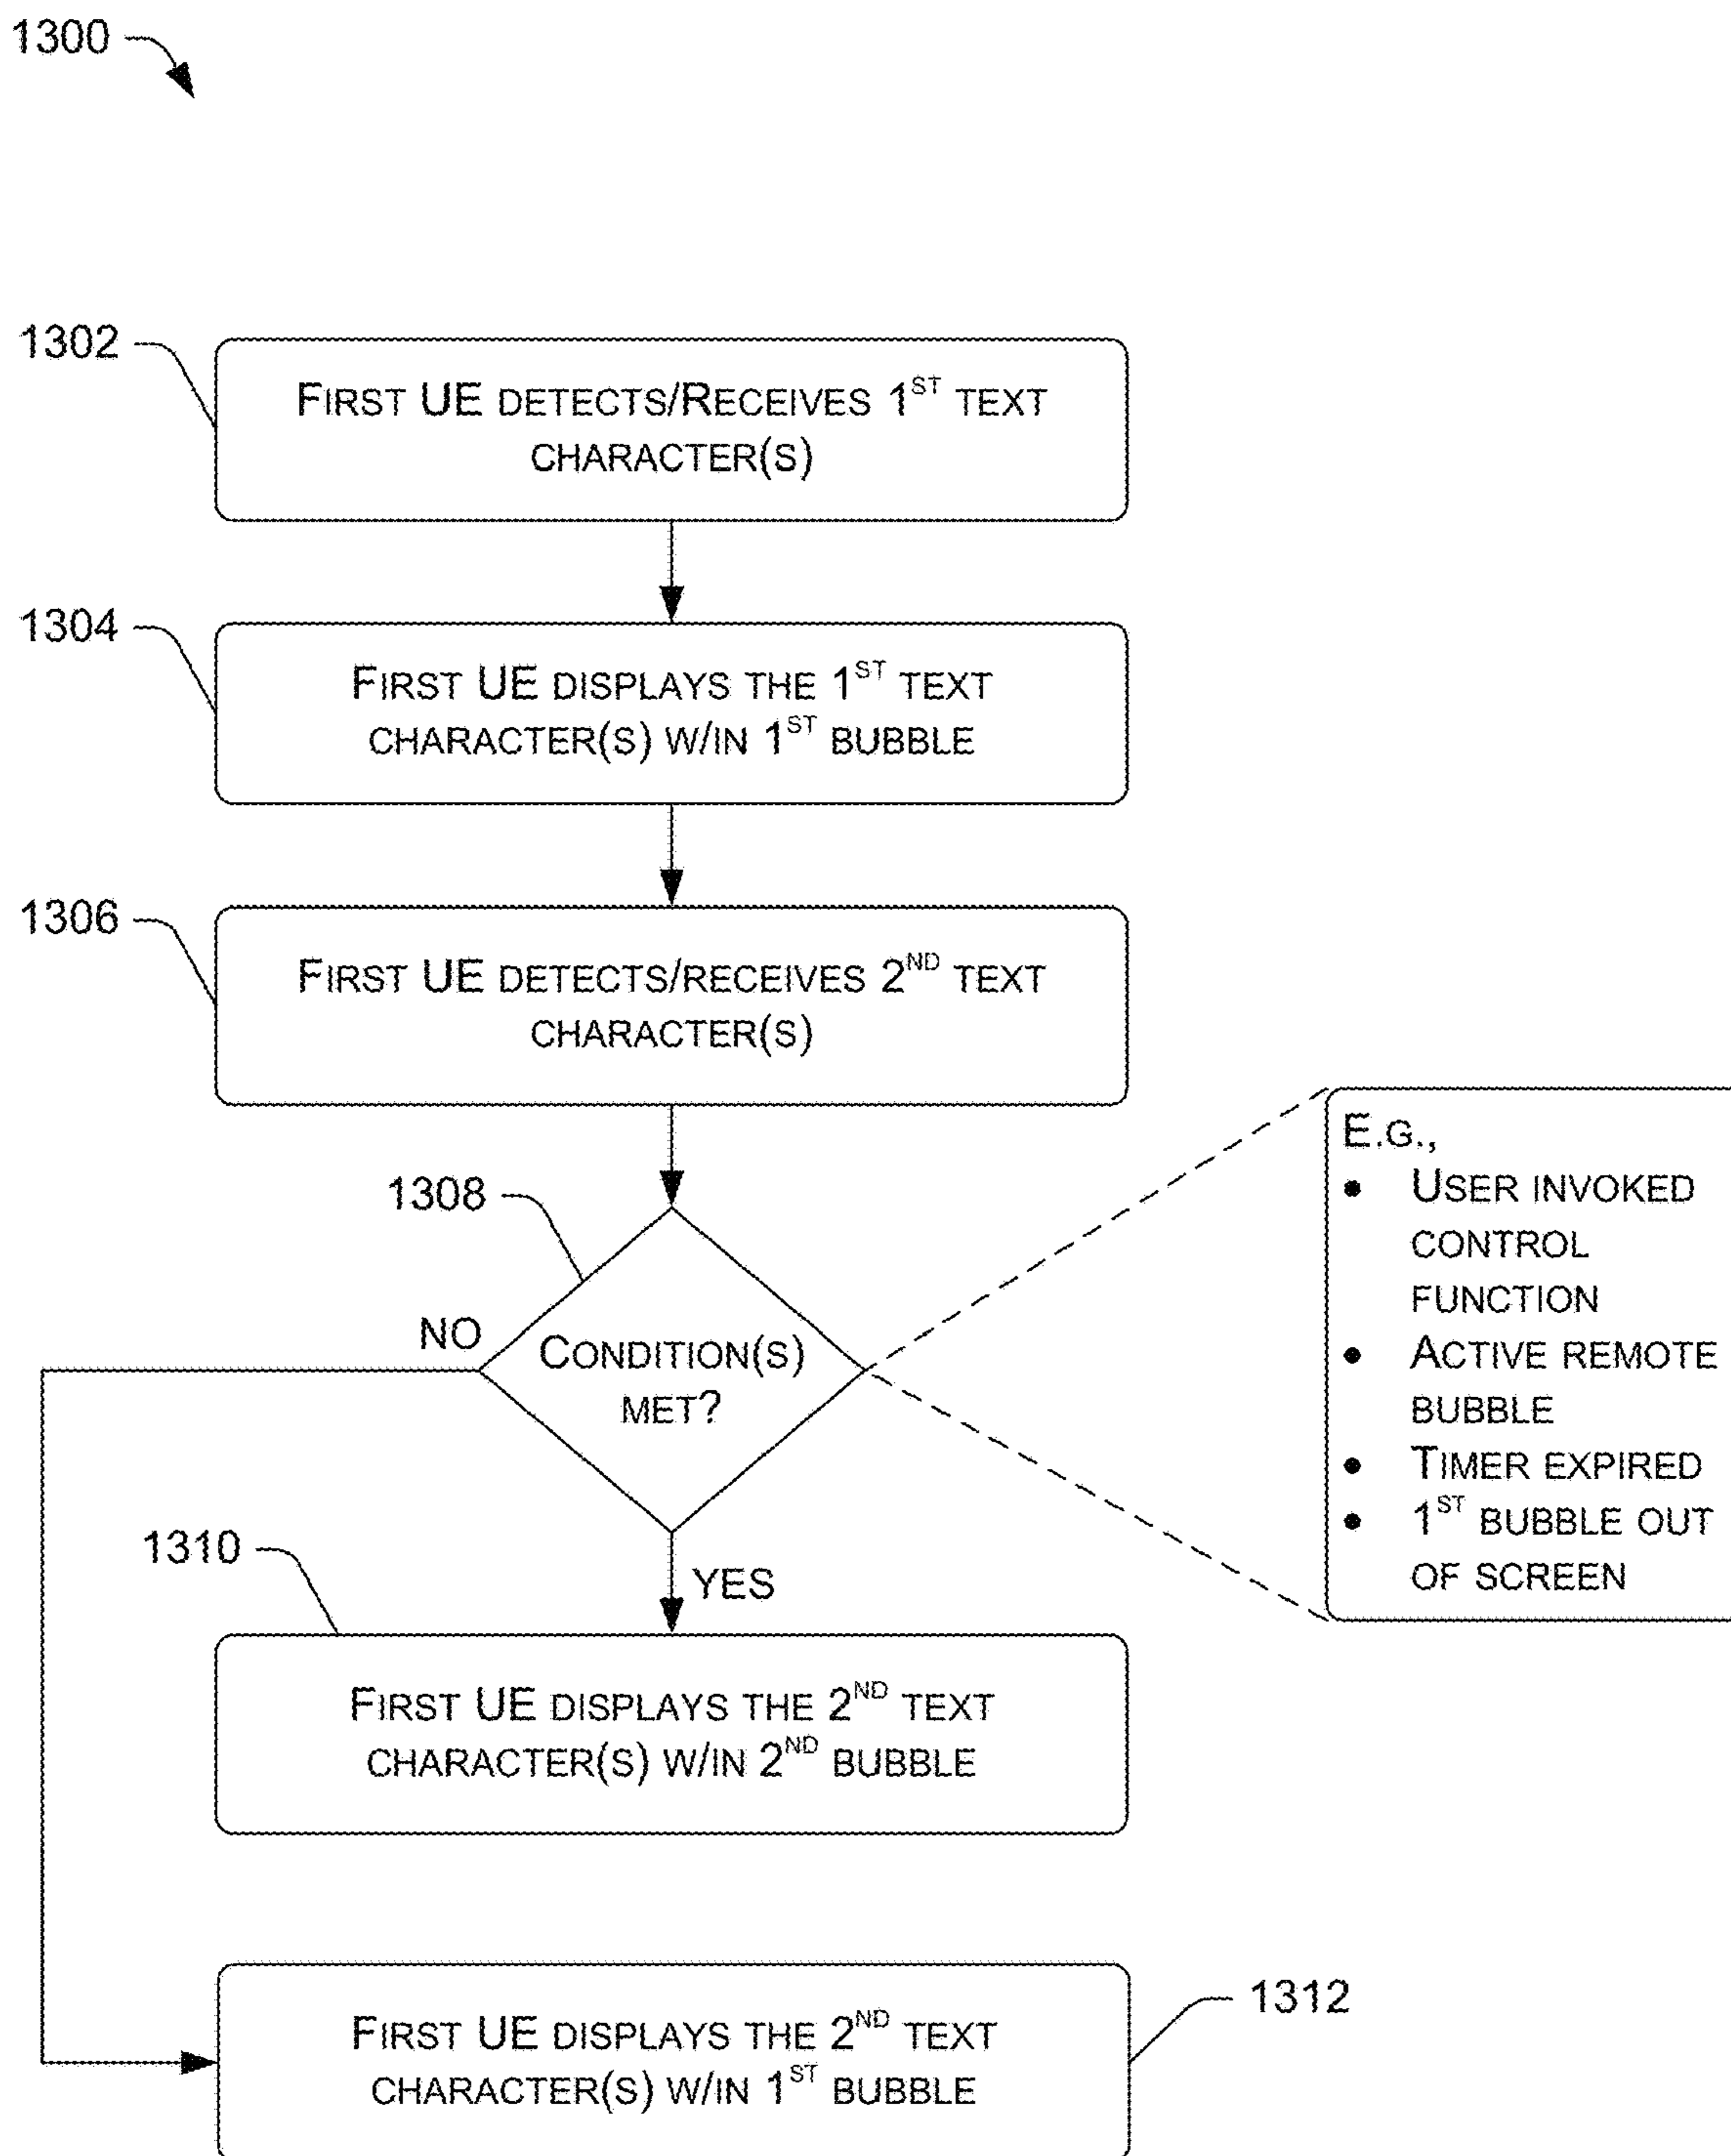 1300
1302
First UE detects/Receives 1ST text
character(s)
1304
First UE displays the 1ST text
character(s) w/in 1ST bubble
1306
First UE detects/receives 2ND text
character(s)
1308
NO
Condition(s)
met?
E.g.,
• User invoked
control
function
• Active remote
bubble
• Timer expired
• 1ST bubble out
of screen
1310
YES
First UE displays the 2ND text
character(s) w/in 2ND bubble
First UE displays the 2ND text
character(s) w/in 1ST bubble
1312